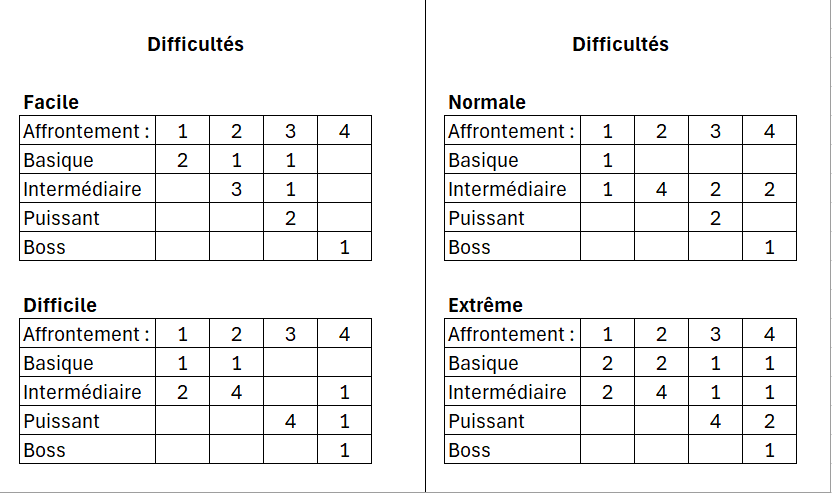 Difficultés
Facile
Affrontement : 1 2 3 4
Basique 2 1 1
Intermédiaire 3 1
Puissant 2
Boss 1
Difficile
Affrontement : 1 2 3 4
Basique 1 1
Intermédiaire 2 4 1
Puissant 4 1
Boss 1
Difficultés
Normale
Affrontement : 1 2 3 4
Basique 1
Intermédiaire 1 4 2 2
Puissant 2
Boss 1
Extrême
Affrontement : 1 2 3 4
Basique 2 2 1 1
Intermédiaire 2 4 1 1
Puissant 4 2
Boss 1